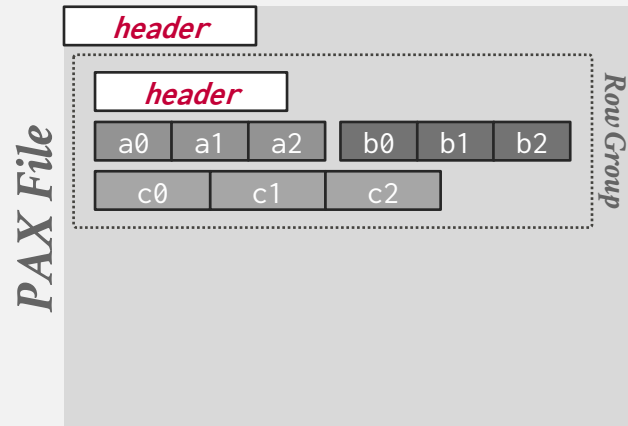 header
header
a0 a1 a2 b0 b1 b2
c0 c1 c2
PAX File
Row Group